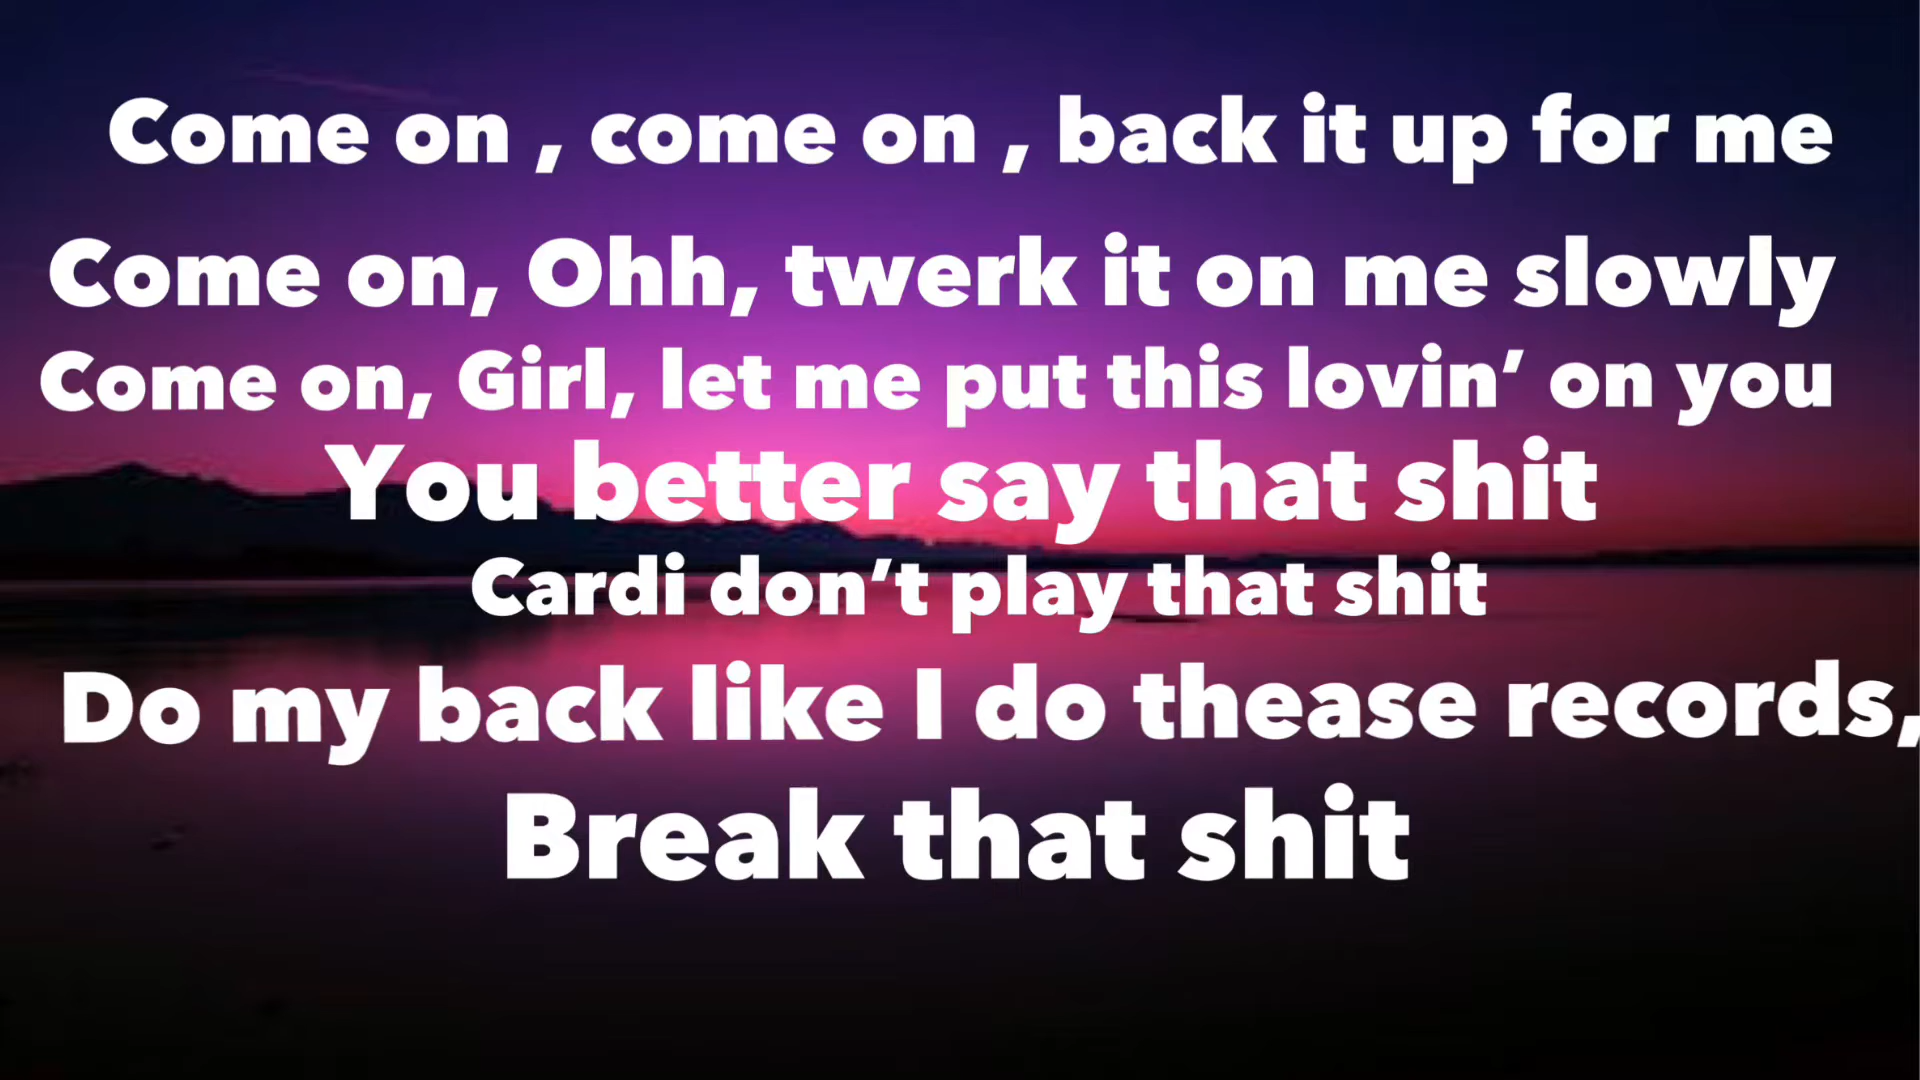 Come on , come on , back it up for me
Come on, Ohh, twerk it on me slowly
Come on, Girl, let me put this lovin’ on you
You better say that shit
Cardi don’t play that shit
Do my back like I do thease records,
Break that shit